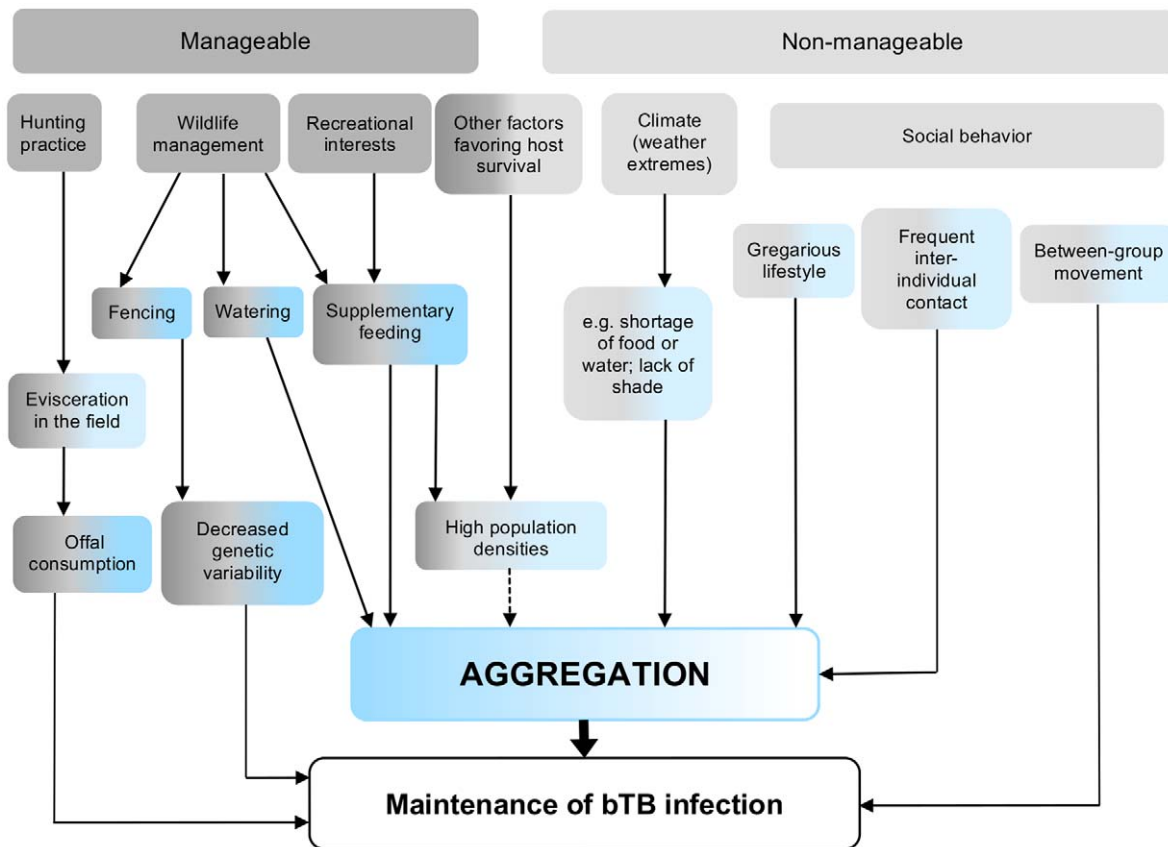 Manageable
Non-manageable
Hunting
practice
Wildlife
management
Recreational
interests
Other factors
favoring host
survival
Climate
(weather
extremes)
Social behavior
Gregarious
lifestyle
Frequent
inter-
individual
contact
Between-group
movement
Fencing
Watering
Supplementary
feeding
e.g. shortage
of food or
water; lack of
shade
Evisceration
in the field
Offal
consumption
Decreased
genetic
variability
High population
densities
AGGREGATION
Maintenance of bTB infection